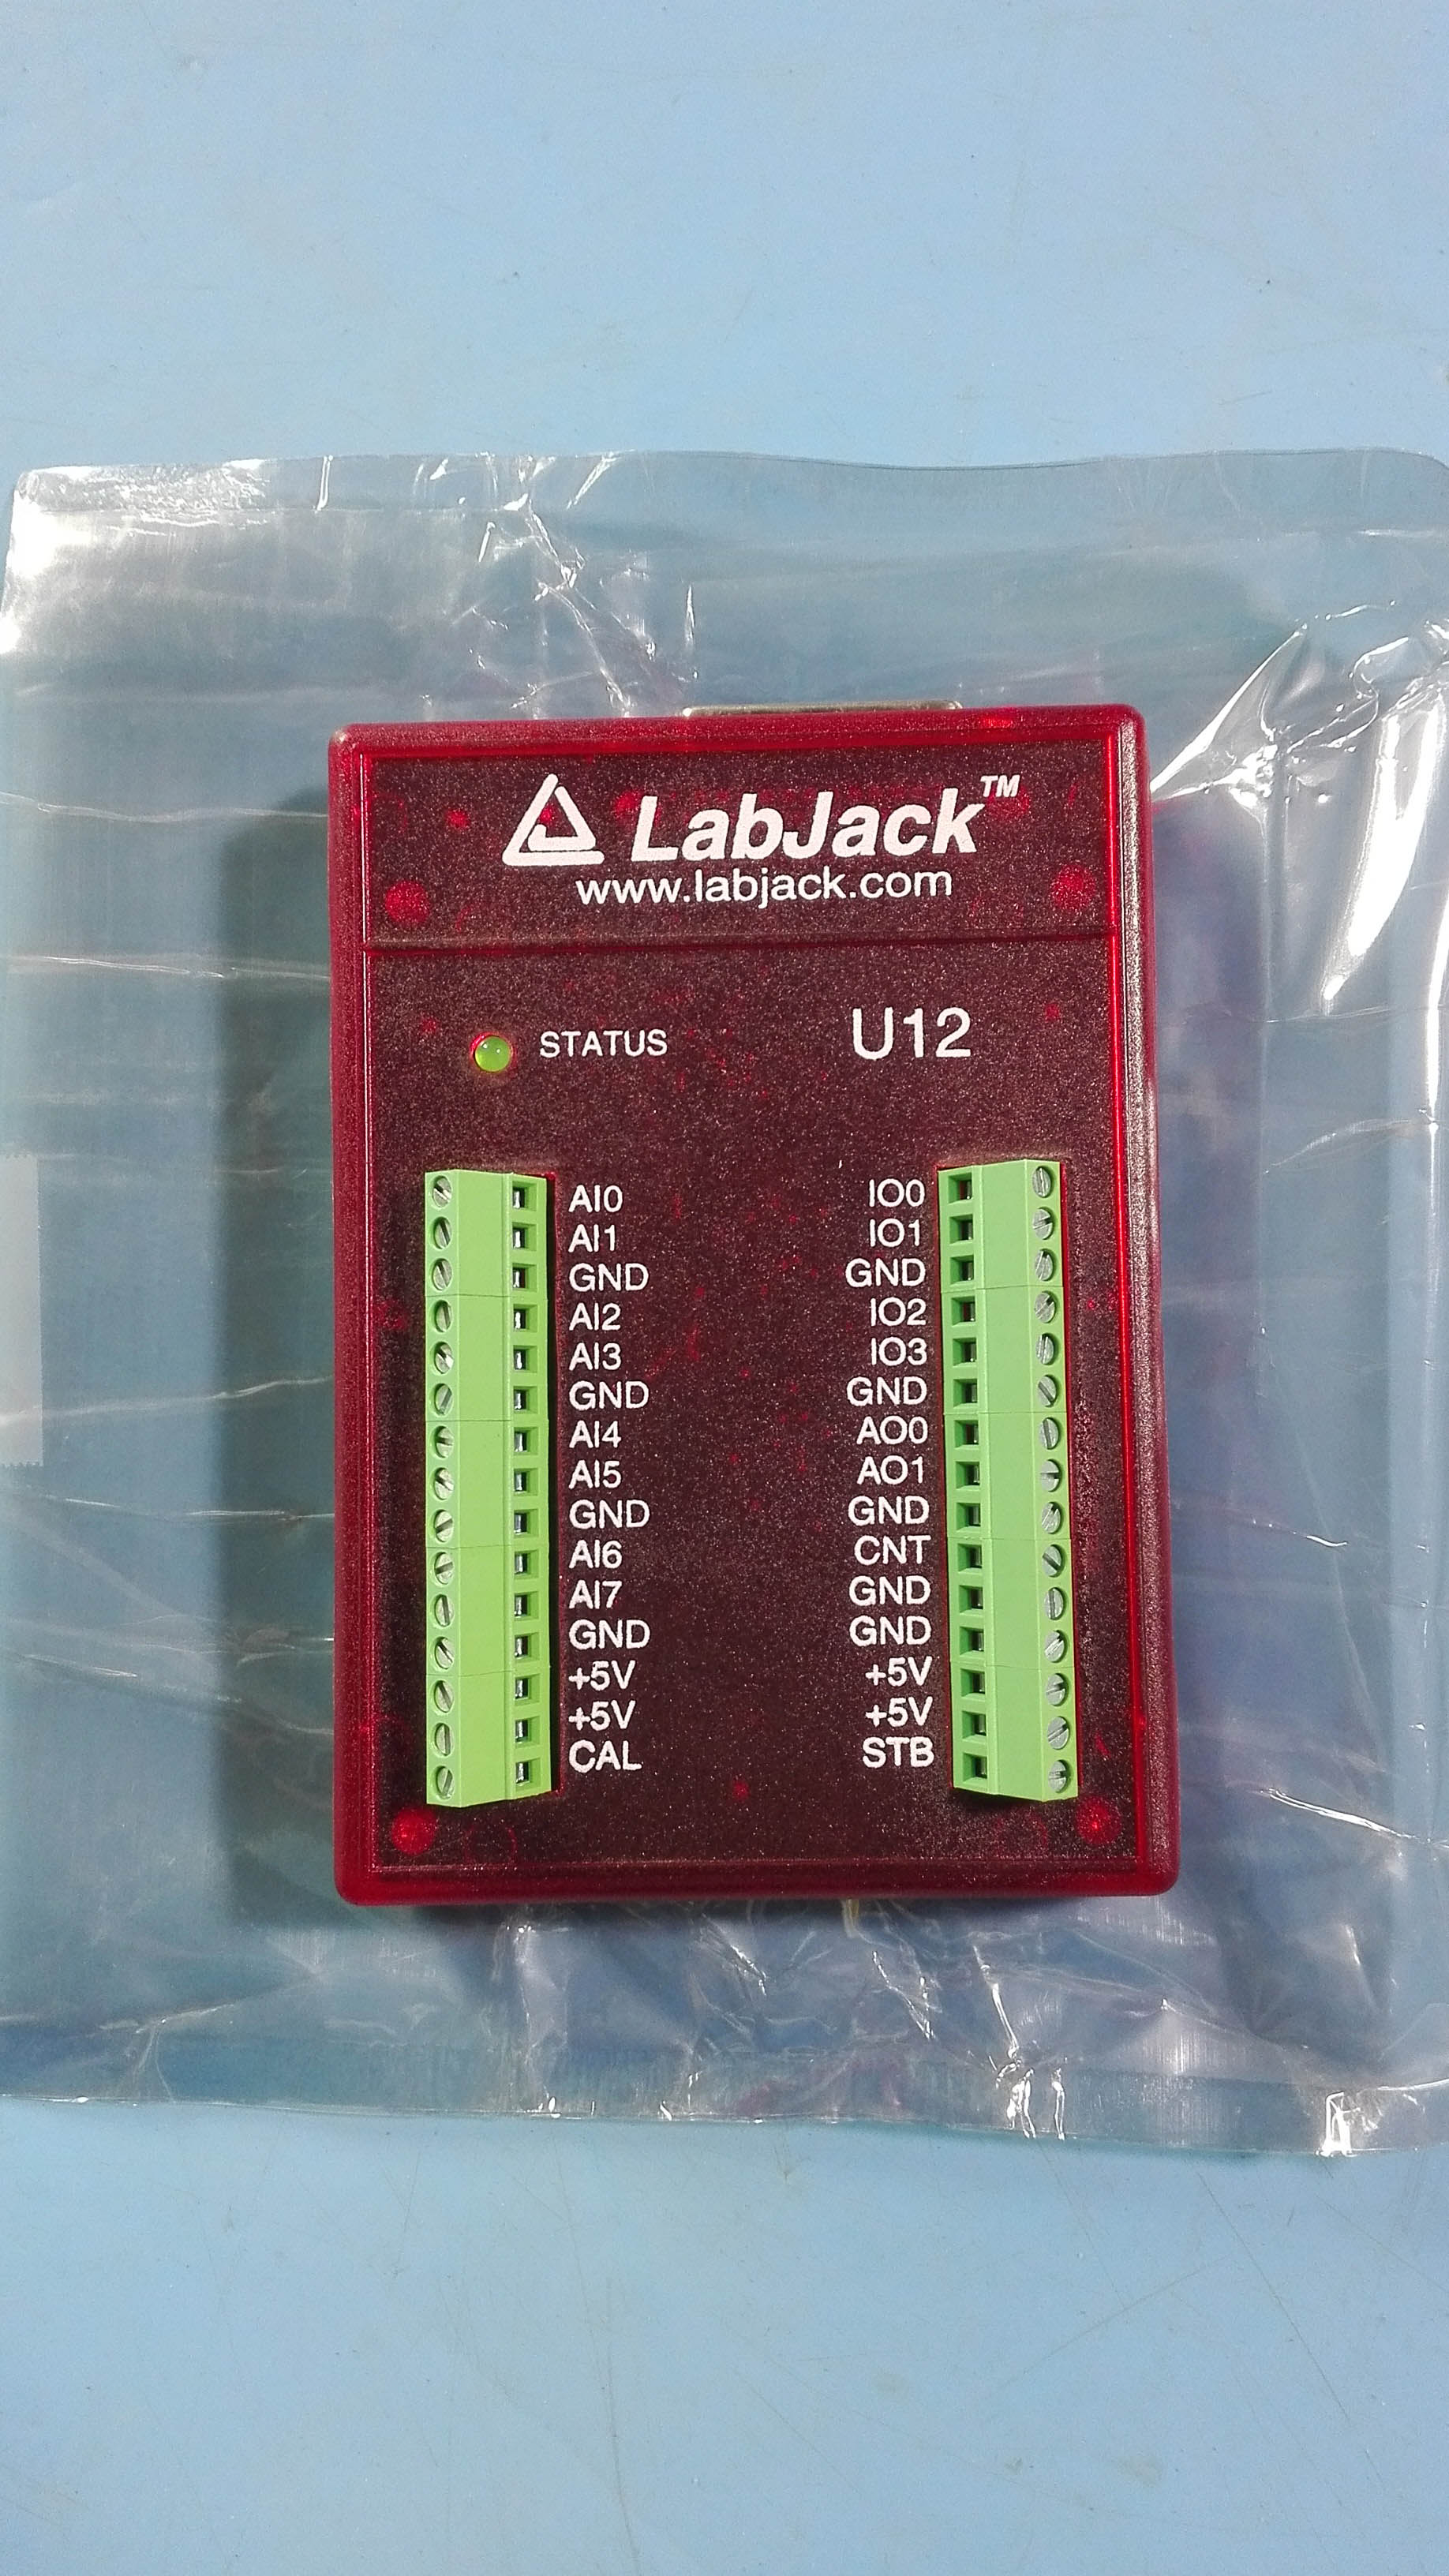 LabJack™
www.labjack.com
STATUS
U12
AI0
AI1
GND
AI2
AI3
GND
AI4
AI5
GND
AI6
AI7
GND
+5V
+5V
CAL
IO0
IO1
GND
IO2
IO3
GND
AO0
AO1
GND
CNT
GND
GND
+5V
+5V
STB